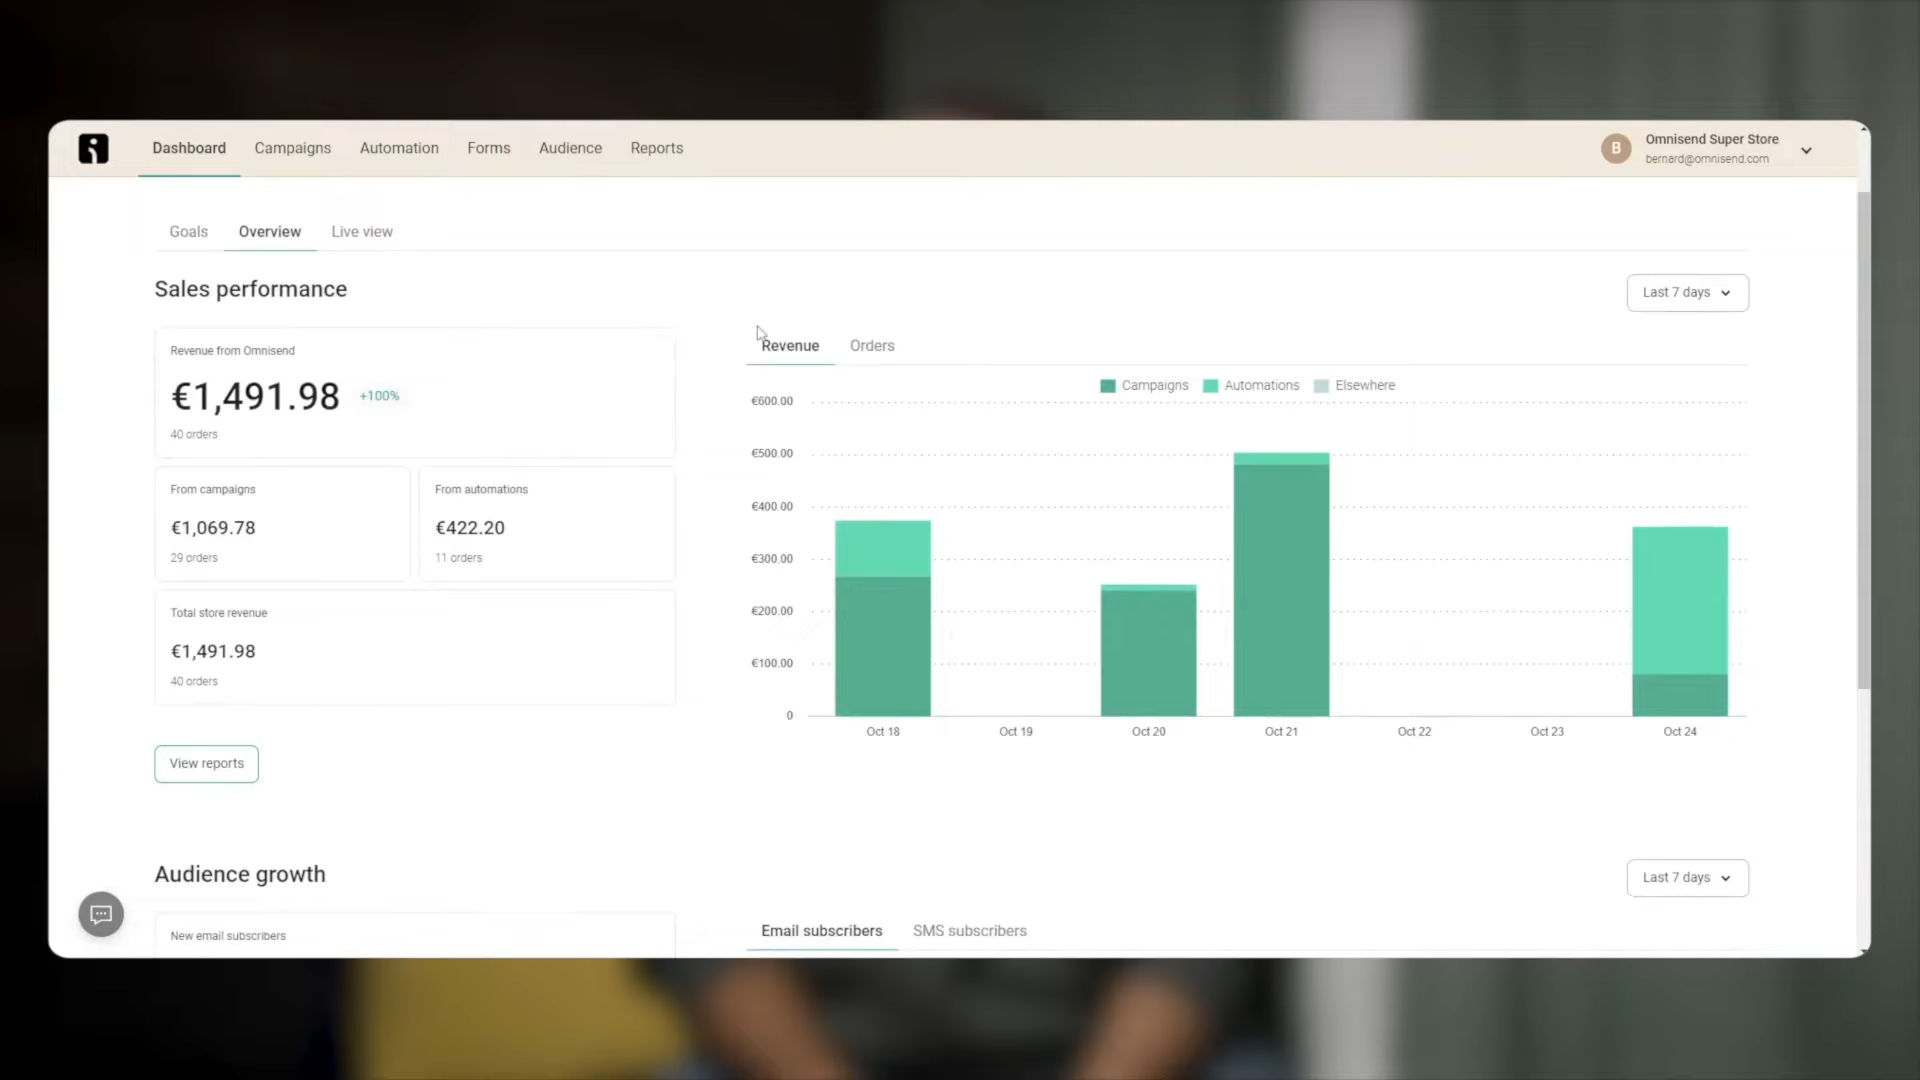 Dashboard Campaigns Automation Forms Audience Reports
B Omnisend Super Store
bernard@omnisend.com
Goals Overview Live view
Sales performance
Last 7 days
Revenue from Omnisend
€1,491.98 +100%
40 orders
From campaigns
€1,069.78
29 orders
From automations
€422.20
11 orders
Total store revenue
€1,491.98
40 orders
View reports
Revenue Orders
Campaigns Automations Elsewhere
€600.00
€500.00
€400.00
€300.00
€200.00
€100.00
0
Oct 18 Oct 19 Oct 20 Oct 21 Oct 22 Oct 23 Oct 24
Audience growth
Last 7 days
New email subscribers
Email subscribers SMS subscribers